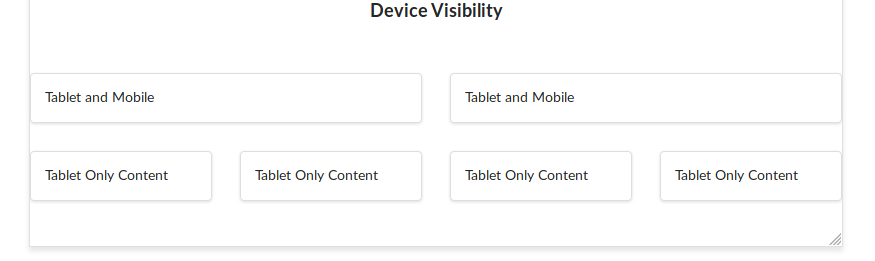 Device Visibility
Tablet and Mobile Tablet and Mobile
Tablet Only Content Tablet Only Content Tablet Only Content Tablet Only Content